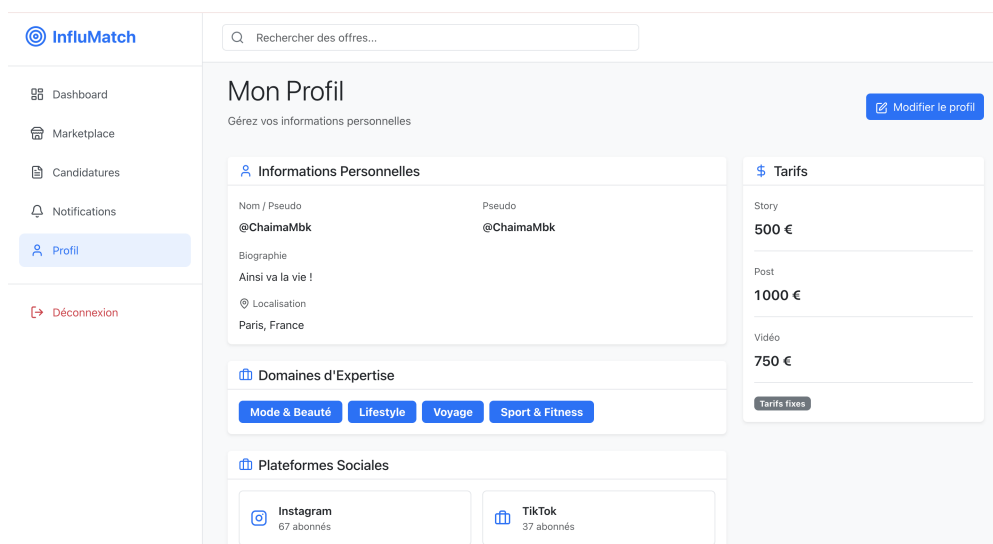 InfluMatch
Rechercher des offres...
Dashboard
Marketplace
Candidatures
Notifications
Profil
Déconnexion
Mon Profil
Gérez vos informations personnelles
Modifier le profil
Informations Personnelles
Nom / Pseudo
@ChaimaMbk
Pseudo
@ChaimaMbk
Biographie
Ainsi va la vie !
Localisation
Paris, France
Domaines d'Expertise
Mode & Beauté Lifestyle Voyage Sport & Fitness
Plateformes Sociales
Instagram
67 abonnés
TikTok
37 abonnés
Tarifs
Story
500 €
Post
1000 €
Vidéo
750 €
Tarifs fixes